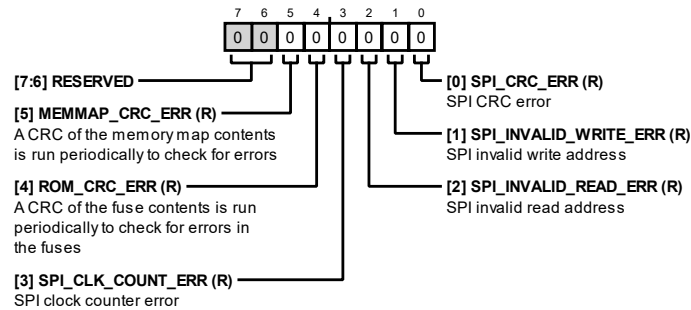 7 6 5 4 3 2 1 0
0 0 0 0 0 0 0 0
[7:6] RESERVED
[5] MEMMAP_CRC_ERR (R)
A CRC of the memory map contents
is run periodically to check for errors
[4] ROM_CRC_ERR (R)
A CRC of the fuse contents is run
periodically to check for errors in
the fuses
[3] SPI_CLK_COUNT_ERR (R)
SPI clock counter error
[0] SPI_CRC_ERR (R)
SPI CRC error
[1] SPI_INVALID_WRITE_ERR (R)
SPI invalid write address
[2] SPI_INVALID_READ_ERR (R)
SPI invalid read address